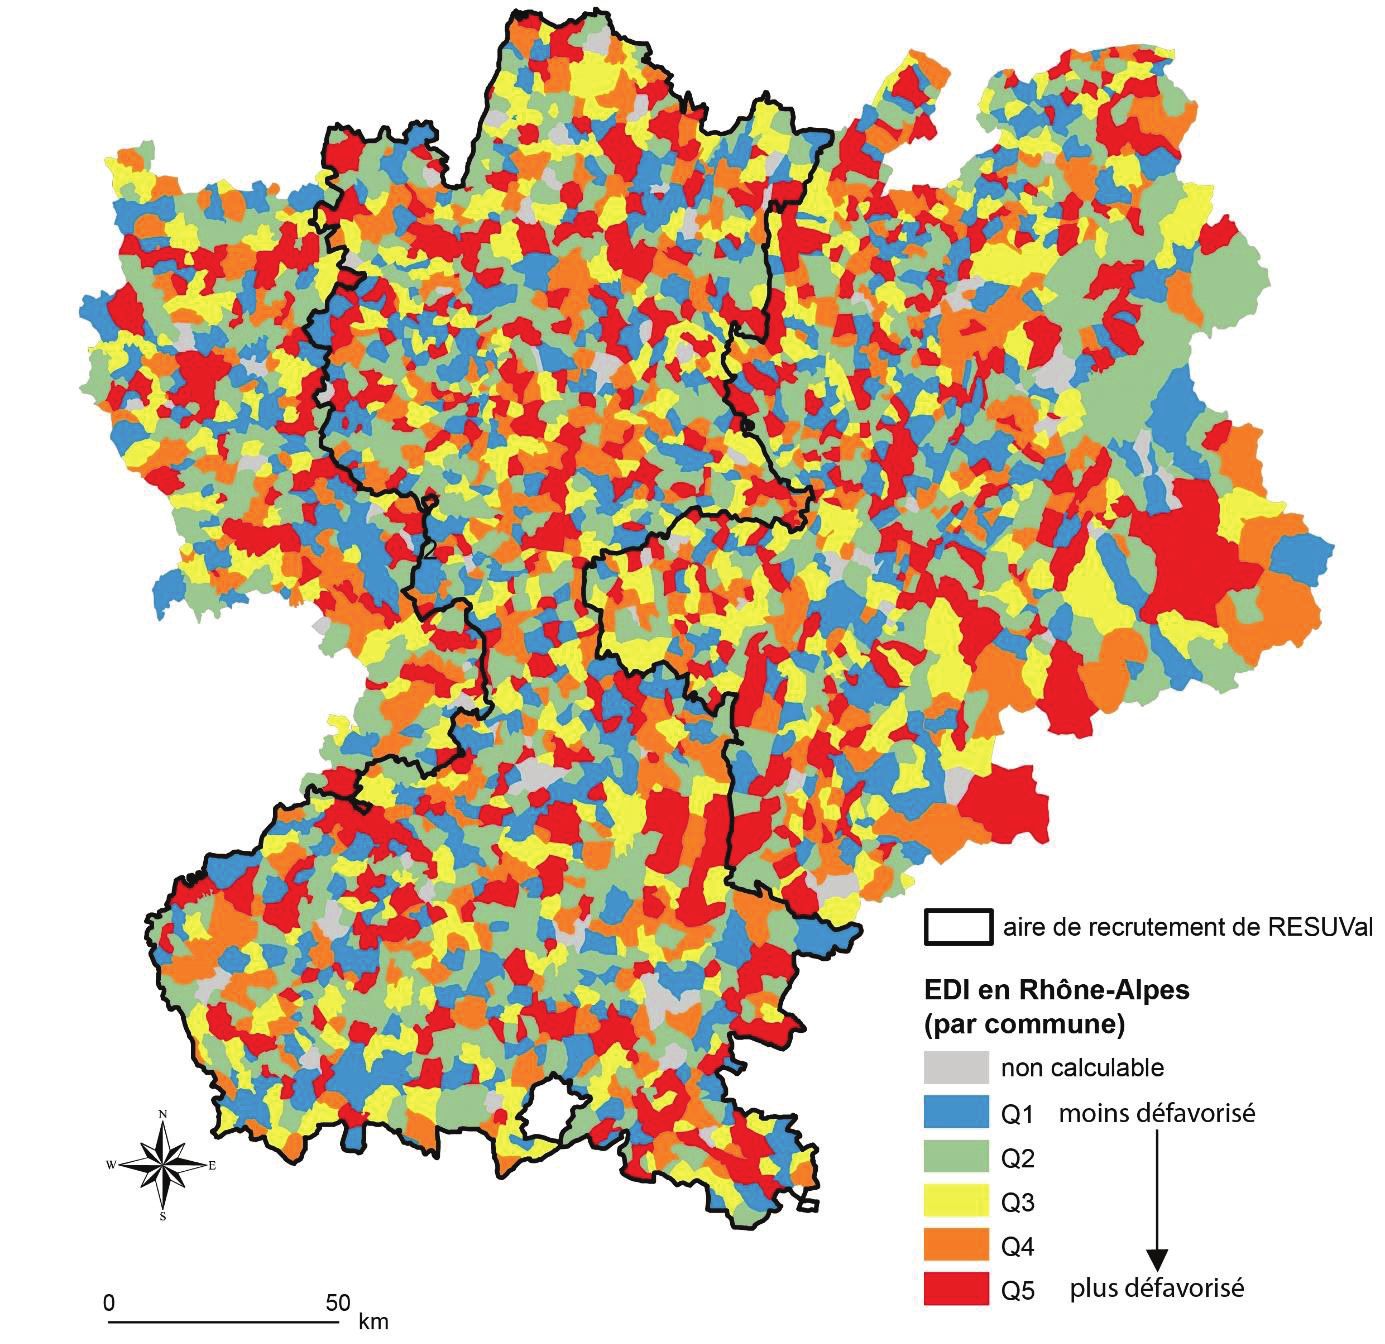 2
aire de recrutement de RESUVal
EDI en Rhône-Alpes
(par commune)
non calculable
Q1 moins défavorisé
Q2
Q3
Q4
Q5 plus défavorisé
N
W E
S
0 50
km